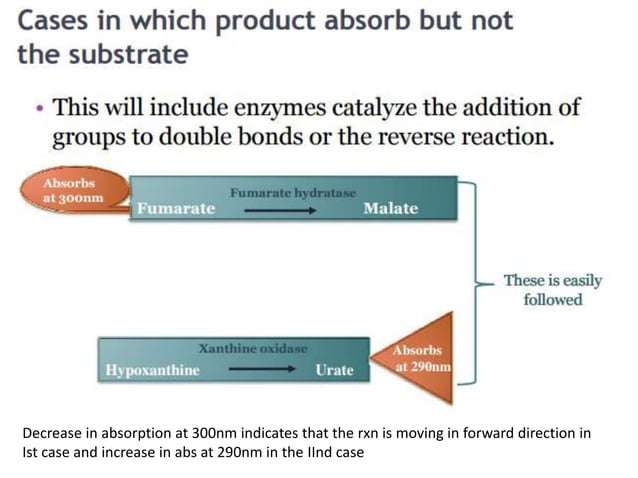 Cases in which product absorb but not
the substrate
• This will include enzymes catalyze the addition of
groups to double bonds or the reverse reaction.
Absorbs
at 300nm
Fumarate hydratase
Fumarate
Malate
These is easily
followed
Xanthine oxidase
Hypoxanthine
Urate
Absorbs
at 290nm
Decrease in absorption at 300nm indicates that the rxn is moving in forward direction in
Ist case and increase in abs at 290nm in the IInd case